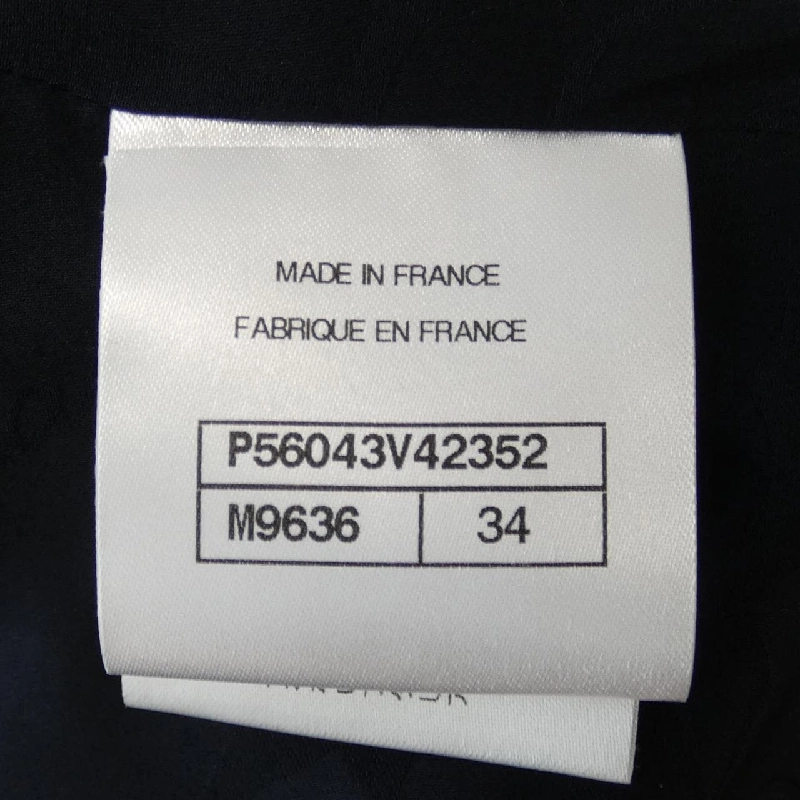 MADE IN FRANCE
FABRIQUE EN FRANCE
P56043V42352
M9636 34